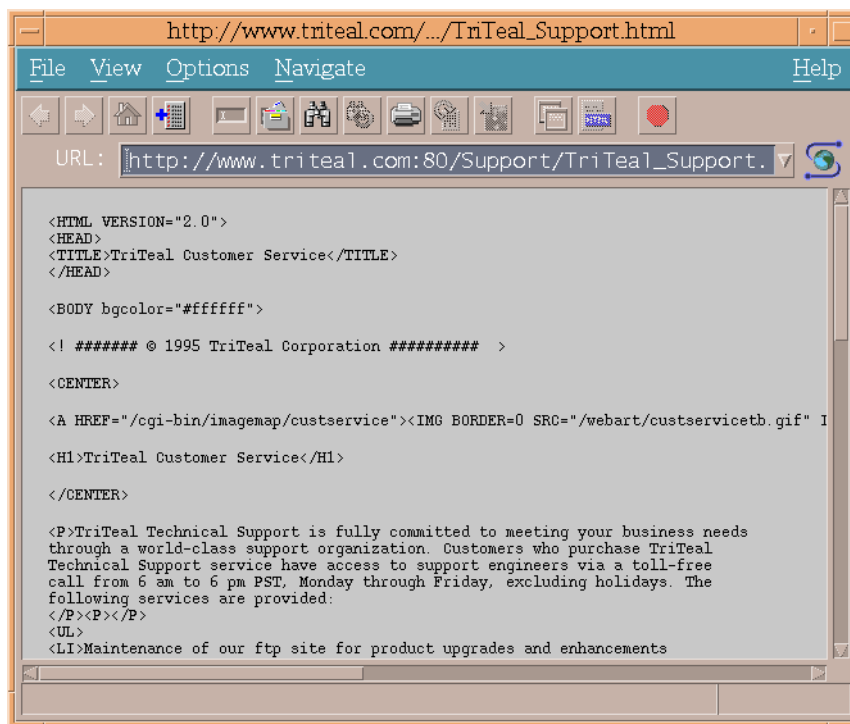 http://www.triteal.com/.../TriTeal_Support.html
File View Options Navigate Help
URL: http://www.triteal.com:80/Support/TriTeal_Support.
<HTML VERSION="2.0">
<HEAD>
<TITLE>TriTeal Customer Service</TITLE>
</HEAD>
<BODY bgcolor="#ffffff">
<! ####### © 1995 TriTeal Corporation ########## >
<CENTER>
<A HREF="/cgi-bin/imagemap/custservice"><IMG BORDER=0 SRC="/webart/custservicetb.gif" I
<H1>TriTeal Customer Service</H1>
</CENTER>
<P>TriTeal Technical Support is fully committed to meeting your business needs
through a world-class support organization. Customers who purchase TriTeal
Technical Support service have access to support engineers via a toll-free
call from 6 am to 6 pm PST, Monday through Friday, excluding holidays. The
following services are provided:
</P><P></P>
<UL>
<LI>Maintenance of our ftp site for product upgrades and enhancements